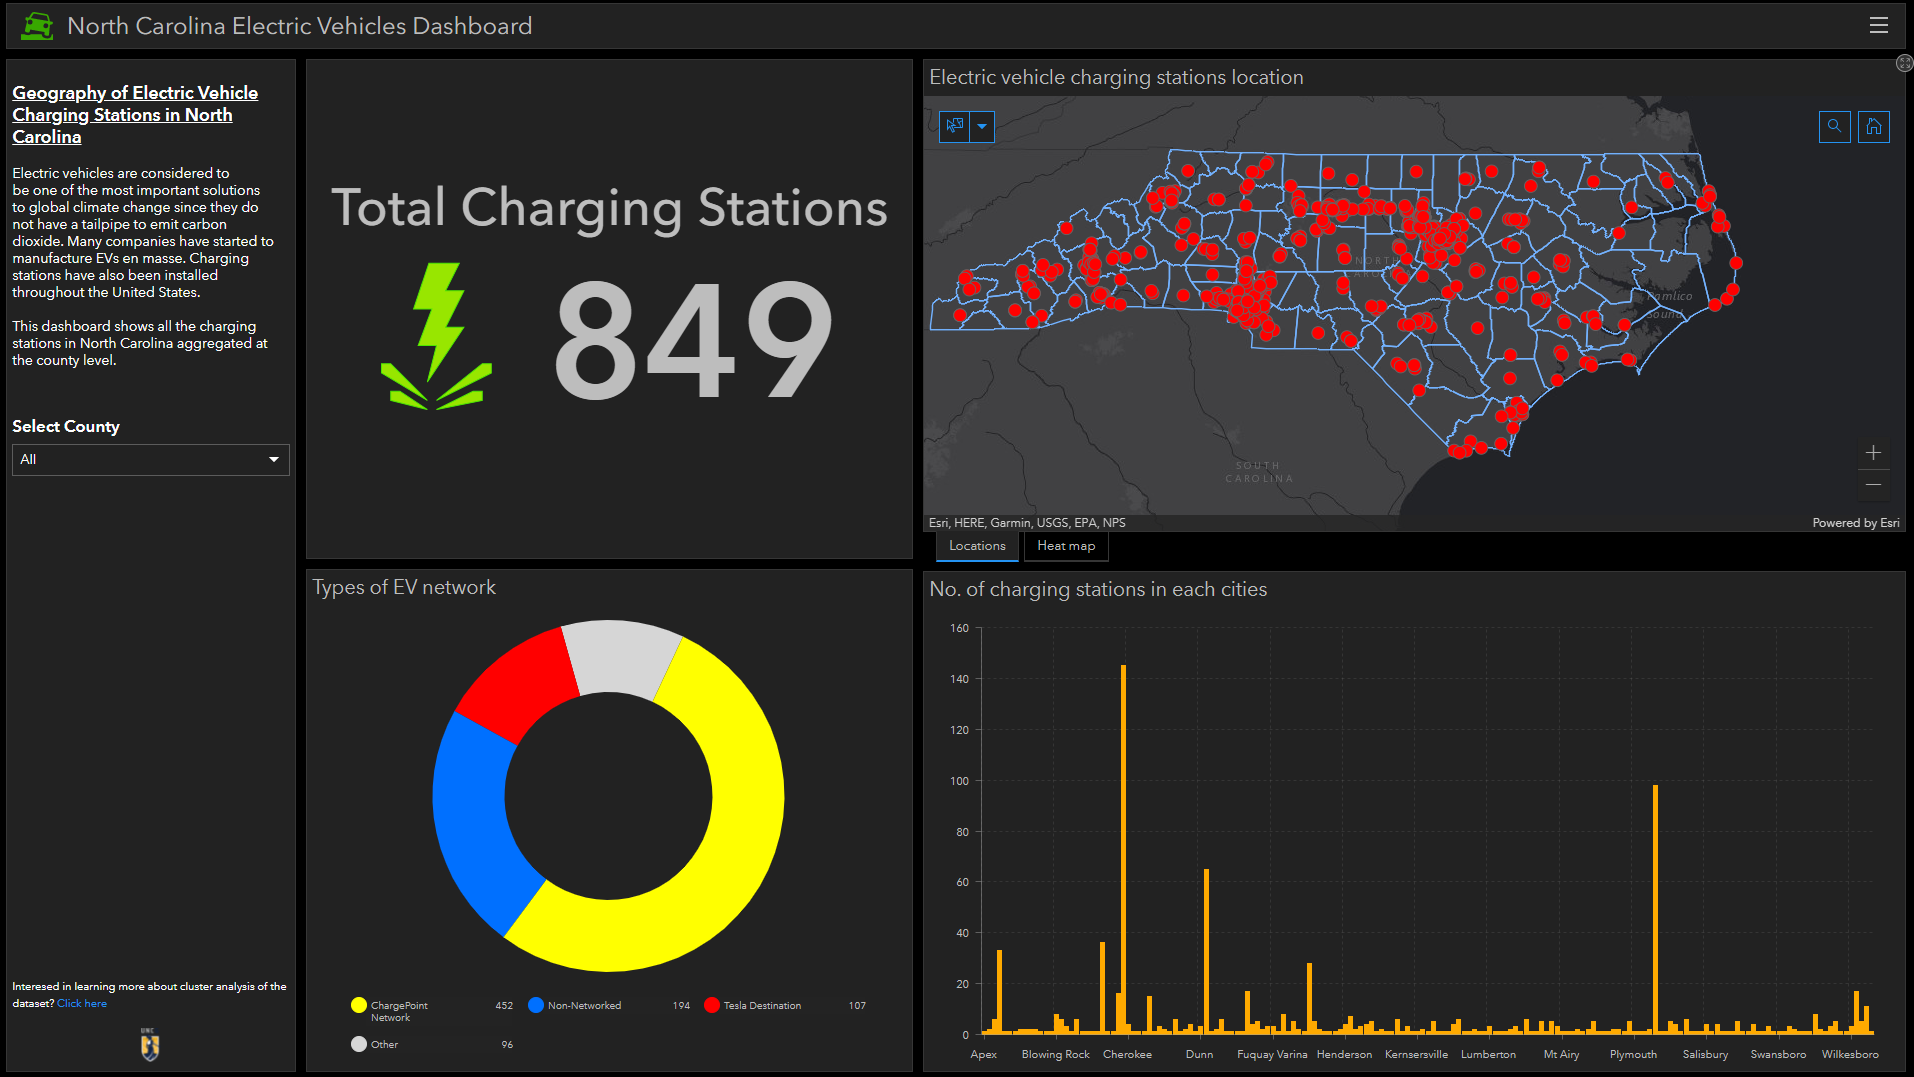 North Carolina Electric Vehicles Dashboard
Geography of Electric Vehicle
Charging Stations in North
Carolina
Electric vehicles are considered to
be one of the most important solutions
to global climate change since they do
not have a tailpipe to emit carbon
dioxide. Many companies have started to
manufacture EVs en masse. Charging
stations have also been installed
throughout the United States.
This dashboard shows all the charging
stations in North Carolina aggregated at
the county level.
Select County
All
Interesed in learning more about cluster analysis of the
dataset? Click here
UNC
Total Charging Stations
849
Electric vehicle charging stations location
NORTH
Pamlico
Sound
SOUTH
CAROLINA
Esri, HERE, Garmin, USGS, EPA, NPS
Powered by Esri
Locations
Heat map
Types of EV network
ChargePoint
Network
452
Non-Networked
194
Tesla Destination
107
Other
96
No. of charging stations in each cities
160
140
120
100
80
60
40
20
0
Apex
Blowing Rock
Cherokee
Dunn
Fuquay Varina
Henderson
Kernsersville
Lumberton
Mt Airy
Plymouth
Salisbury
Swansboro
Wilkesboro